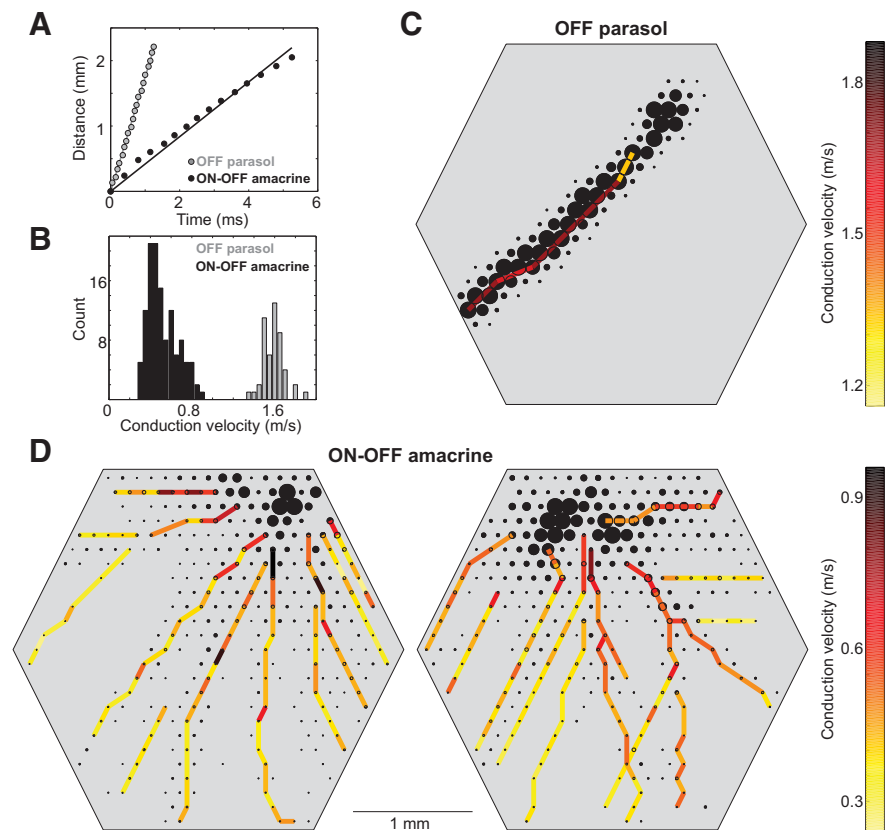 A
Distance (mm)
2
1
0
0
2
4
6
Time (ms)
OFF parasol
ON-OFF amacrine
B
OFF parasol
ON-OFF amacrine
Count
16
8
0
0.8
1.6
Conduction velocity (m/s)
C
OFF parasol
Conduction velocity (m/s)
1.8
1.5
1.2
D
ON-OFF amacrine
1 mm
Conduction velocity (m/s)
0.9
0.6
0.3